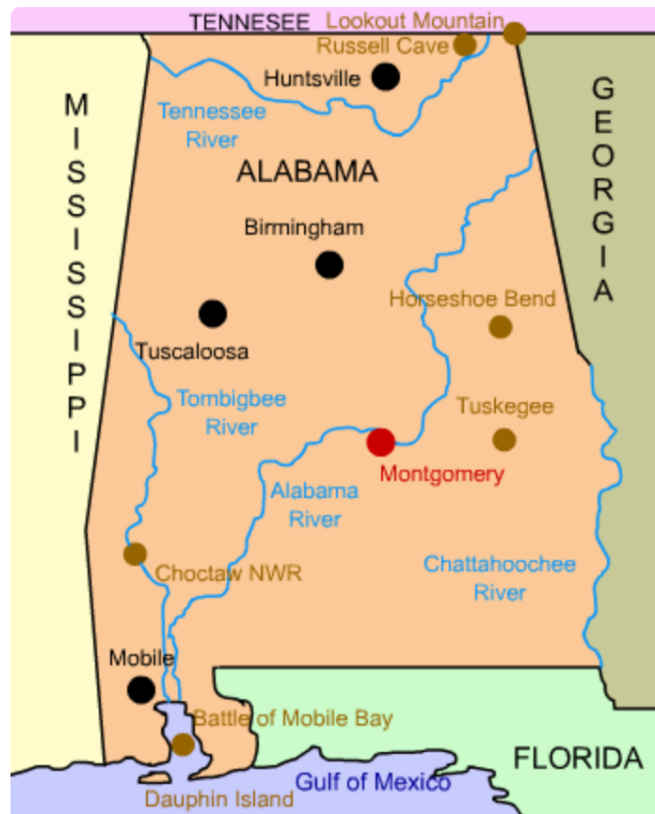 TENNESSEE
Lookout Mountain
Russell Cave
Huntsville
MISSISSIPPI
GEORGIA
Tennessee
River
ALABAMA
Birmingham
Horseshoe Bend
Tuscaloosa
Tombigbee
River
Tuskegee
Montgomery
Alabama
River
Choctaw NWR
Chattahoochee
River
Mobile
Battle of Mobile Bay
FLORIDA
Gulf of Mexico
Dauphin Island